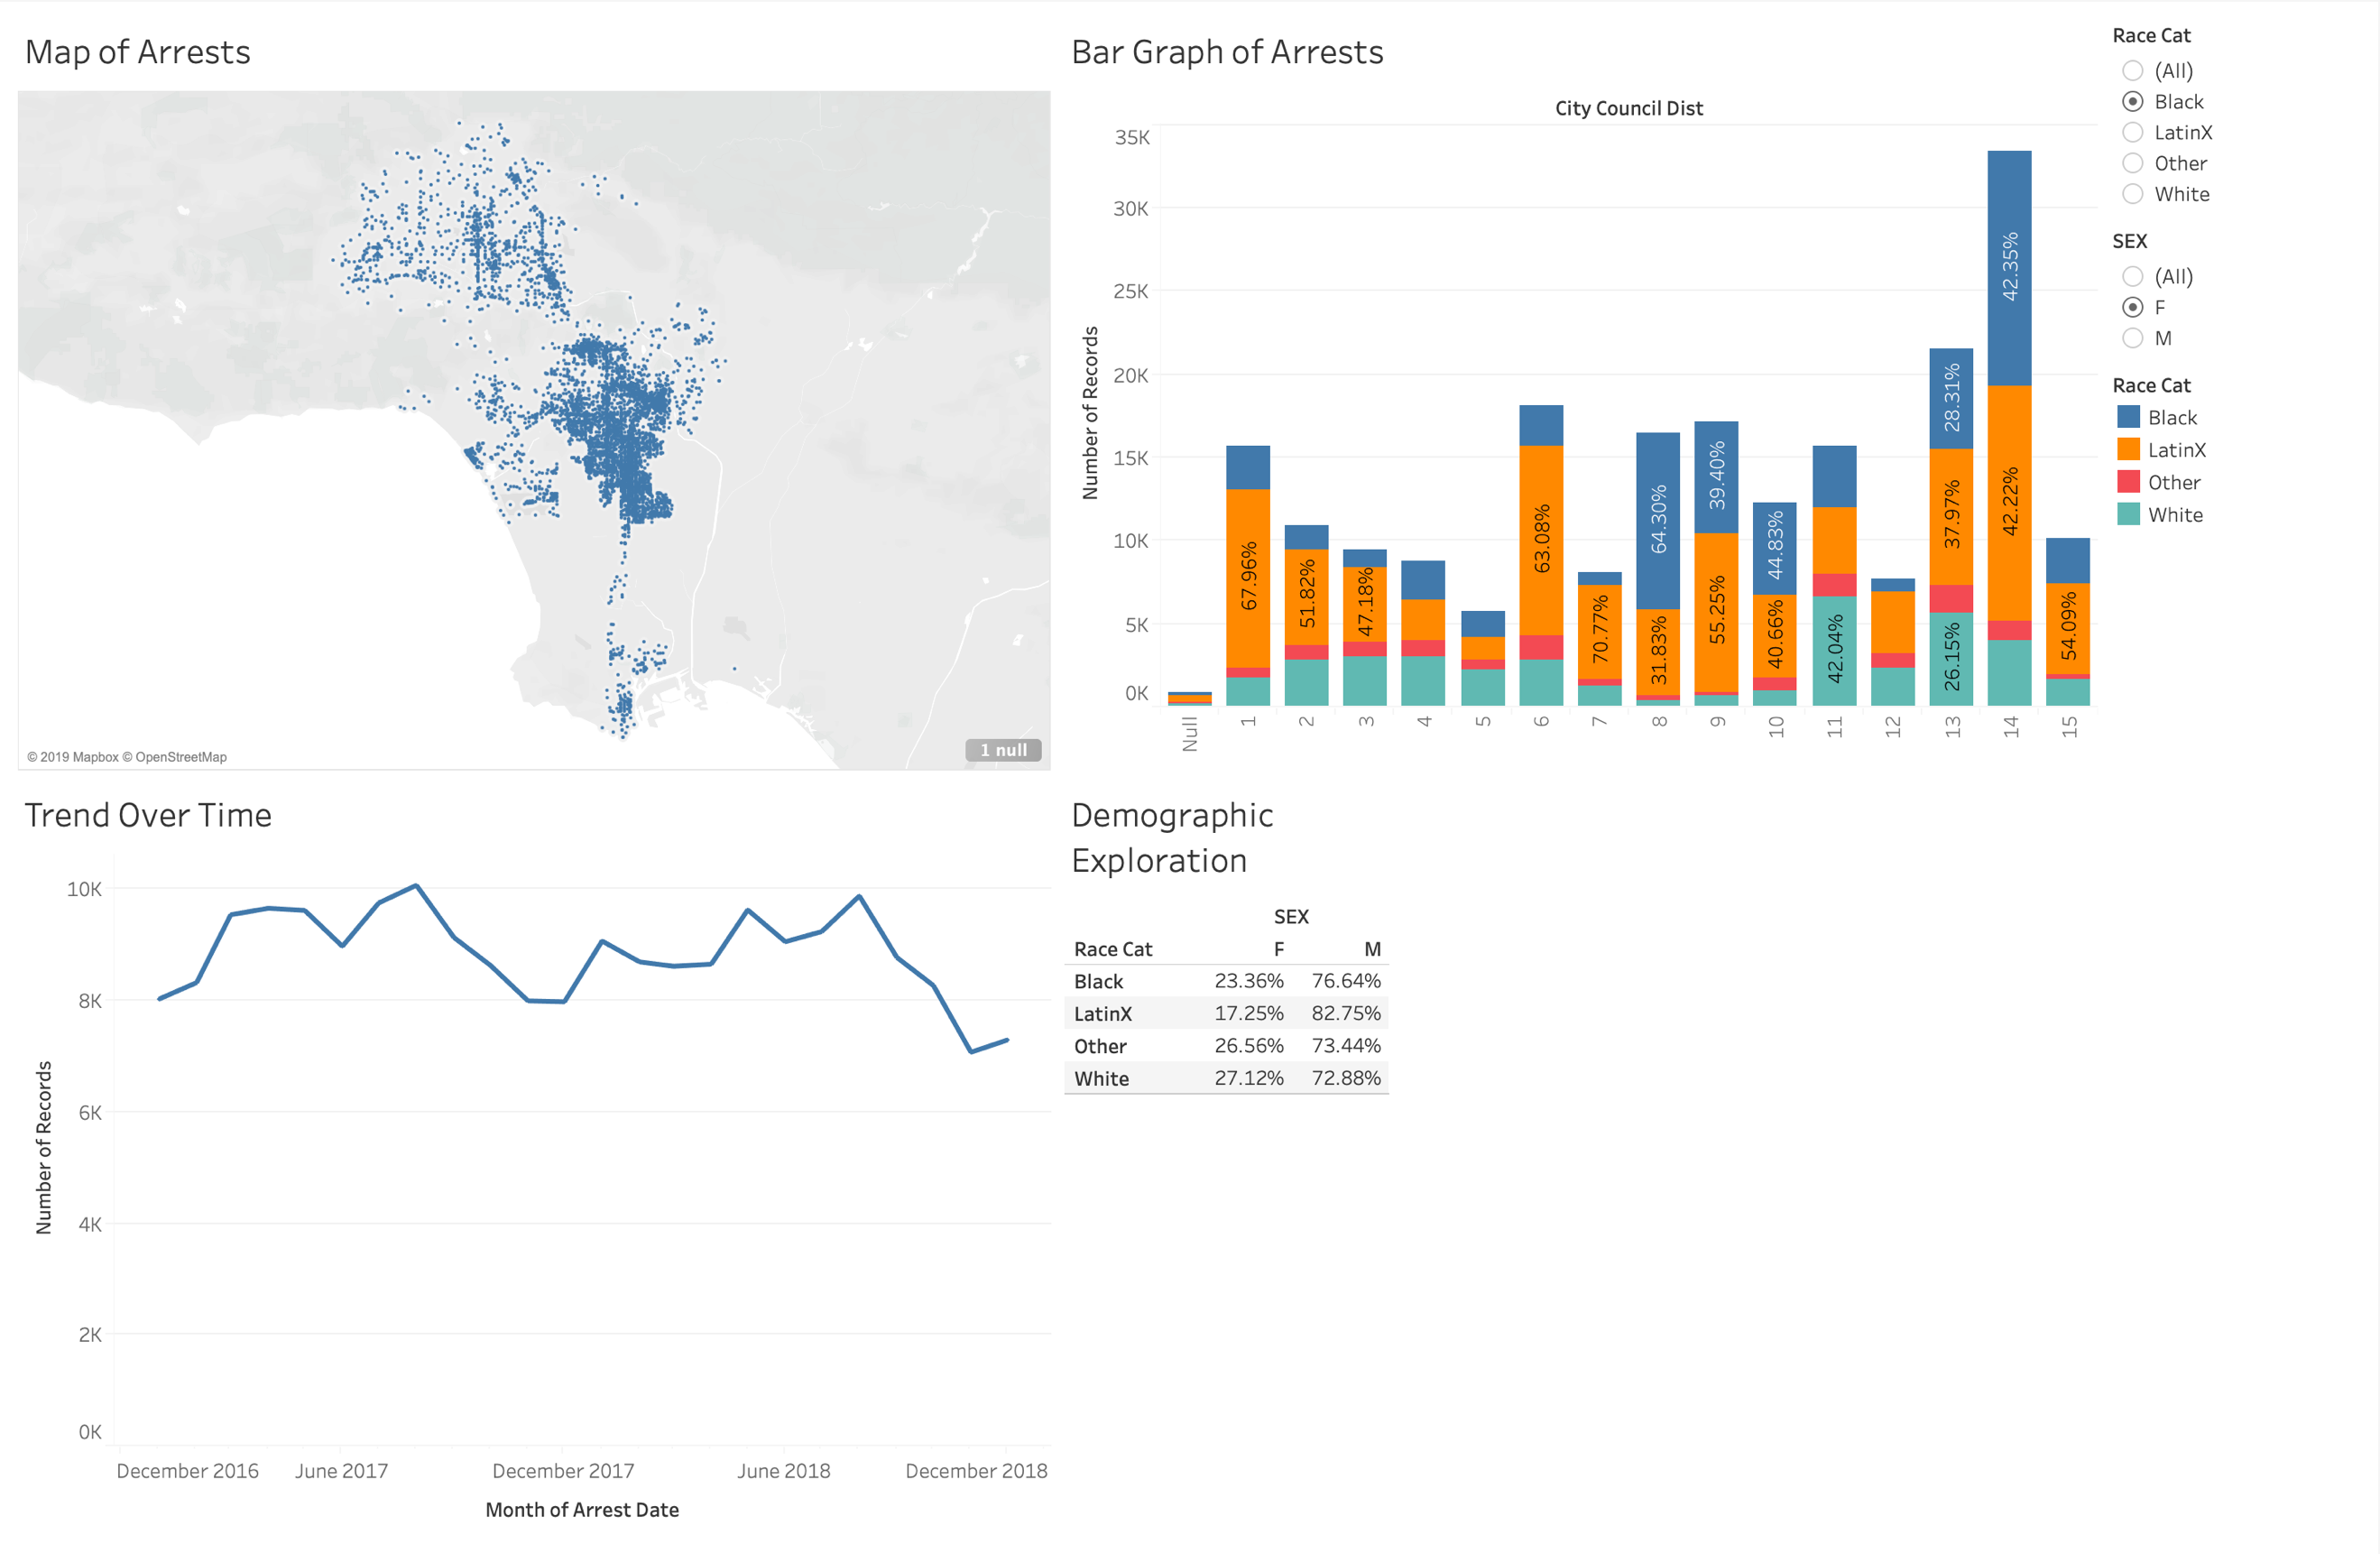 Map of Arrests
© 2019 Mapbox © OpenStreetMap
1 null
Bar Graph of Arrests
City Council Dist
Number of Records
35K
30K
25K
20K
15K
10K
5K
0K
67.96%
51.82%
47.18%
63.08%
70.77%
64.30%
31.83%
39.40%
55.25%
44.83%
40.66%
42.04%
28.31%
37.97%
26.15%
42.35%
42.22%
54.09%
Null 1 2 3 4 5 6 7 8 9 10 11 12 13 14 15
Race Cat
(All)
Black
LatinX
Other
White
SEX
(All)
F
M
Race Cat
Black
LatinX
Other
White
Trend Over Time
Number of Records
10K
8K
6K
4K
2K
0K
December 2016 June 2017 December 2017 June 2018 December 2018
Month of Arrest Date
Demographic
Exploration
SEX
Race Cat F M
Black 23.36% 76.64%
LatinX 17.25% 82.75%
Other 26.56% 73.44%
White 27.12% 72.88%